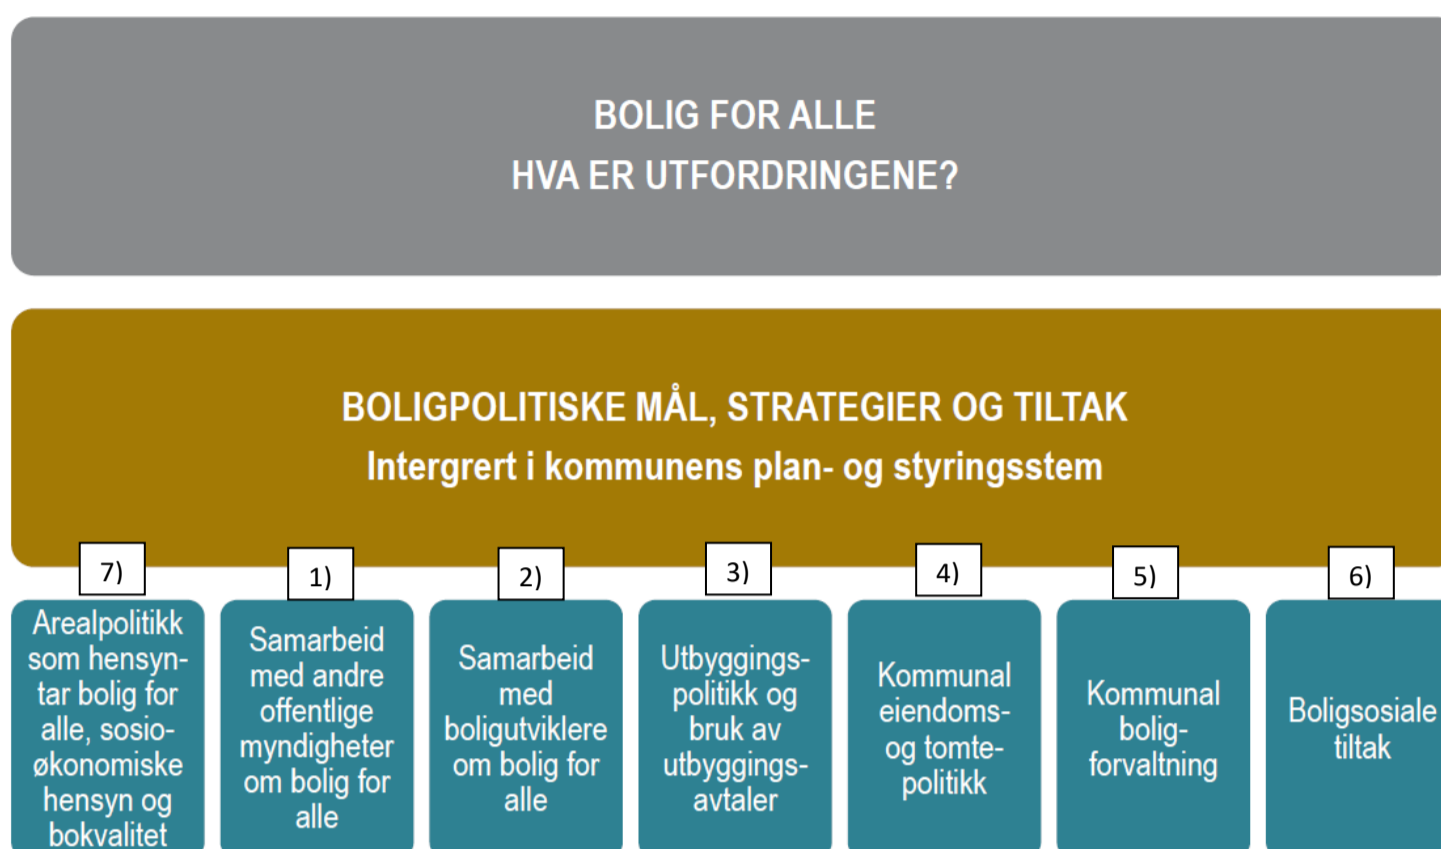 BOLIG FOR ALLE
HVA ER UTFORDRINGENE?
BOLIGPOLITISKE MÅL, STRATEGIER OG TILTAK
Intergrert i kommunens plan- og styringsstem
7)
Arealpolitikk
som hensyn-
tar bolig for
alle, sosio-
økonomiske
hensyn og
bokvalitet
1)
Samarbeid
med andre
offentlige
myndigheter
om bolig for
alle
2)
Samarbeid
med
boligutviklere
om bolig for
alle
3)
Utbyggings-
politikk og
bruk av
utbyggings-
avtaler
4)
Kommunal
eiendoms-
og tomte-
politikk
5)
Kommunal
bolig-
forvaltning
6)
Boligsosiale
tiltak